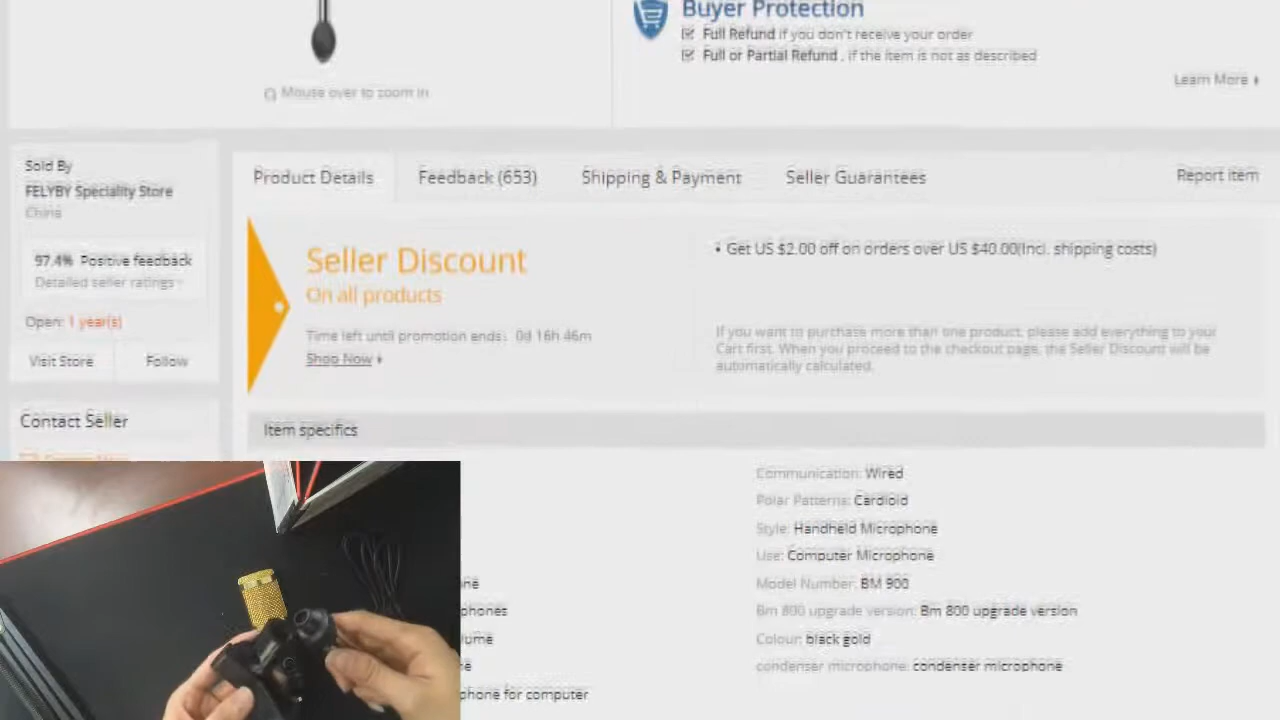 Buyer Protection
Full Refund if you don't receive your order
Full or Partial Refund , if the item is not as described
Learn More
Mouse over to zoom in
Sold By
FELYBY Speciality Store
China
97.4% Positive feedback
Detailed seller ratings
Open: 1 year(s)
Visit Store Follow
Contact Seller
Product Details Feedback (653) Shipping & Payment Seller Guarantees Report item
Seller Discount
On all products
Time left until promotion ends: 0d 16h 46m
Shop Now
• Get US $2.00 off on orders over US $40.00(Incl. shipping costs)
If you want to purchase more than one product, please add everything to your
Cart first. When you proceed to the checkout page, the Seller Discount will be
automatically calculated.
Item specifics
Communication: Wired
Polar Patterns: Cardioid
Style: Handheld Microphone
Use: Computer Microphone
Model Number: BM 900
phones Bm 800 upgrade version: Bm 800 upgrade version
Colour: black gold
condenser microphone: condenser microphone
phone for computer